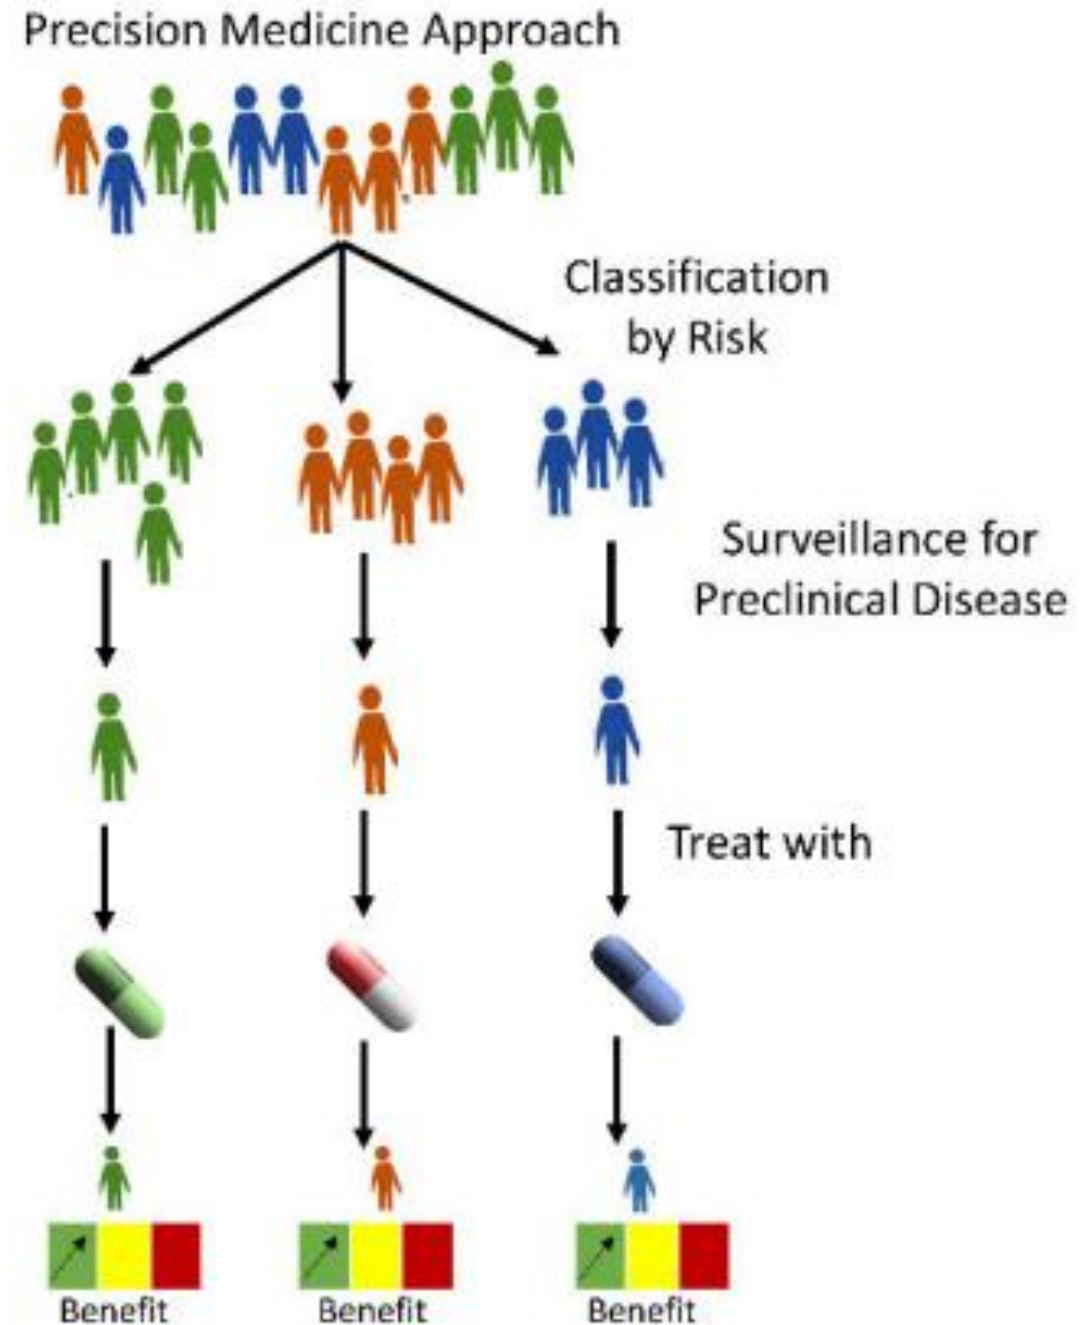 Precision Medicine Approach
Classification
by Risk
Surveillance for
Preclinical Disease
Treat with
Benefit
Benefit
Benefit